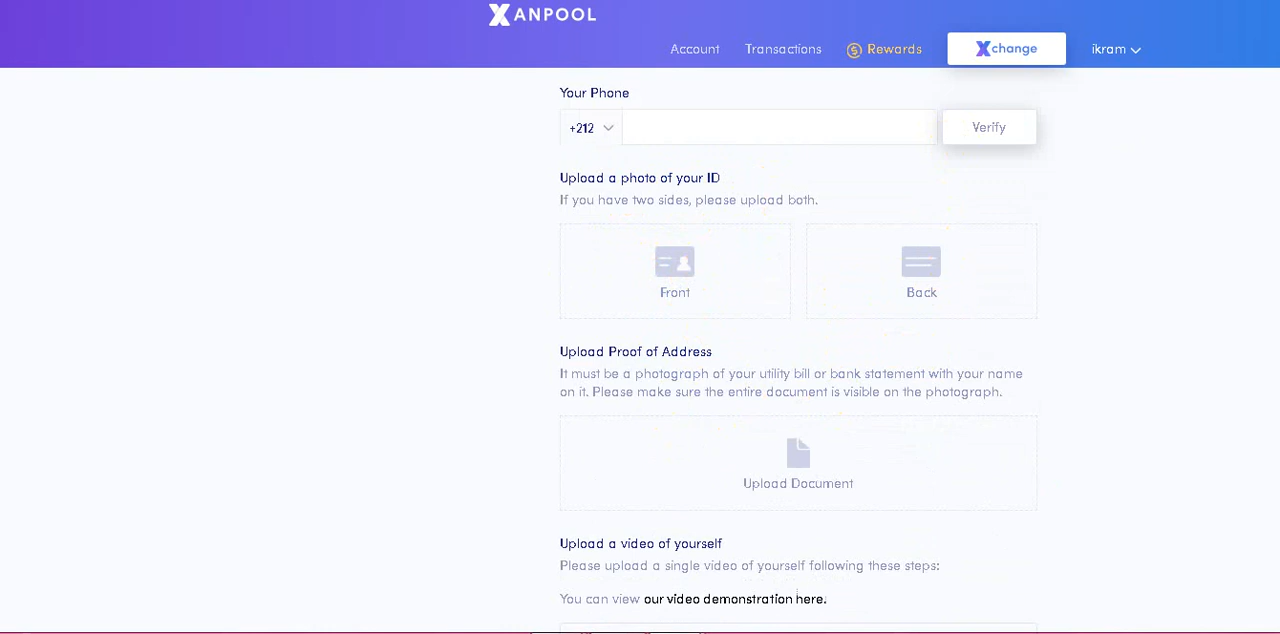 XANPOOL
Account Transactions Rewards Xchange ikram
Your Phone
+212 Verify
Upload a photo of your ID
If you have two sides, please upload both.
Front Back
Upload Proof of Address
It must be a photograph of your utility bill or bank statement with your name
on it. Please make sure the entire document is visible on the photograph.
Upload Document
Upload a video of yourself
Please upload a single video of yourself following these steps:
You can view our video demonstration here.